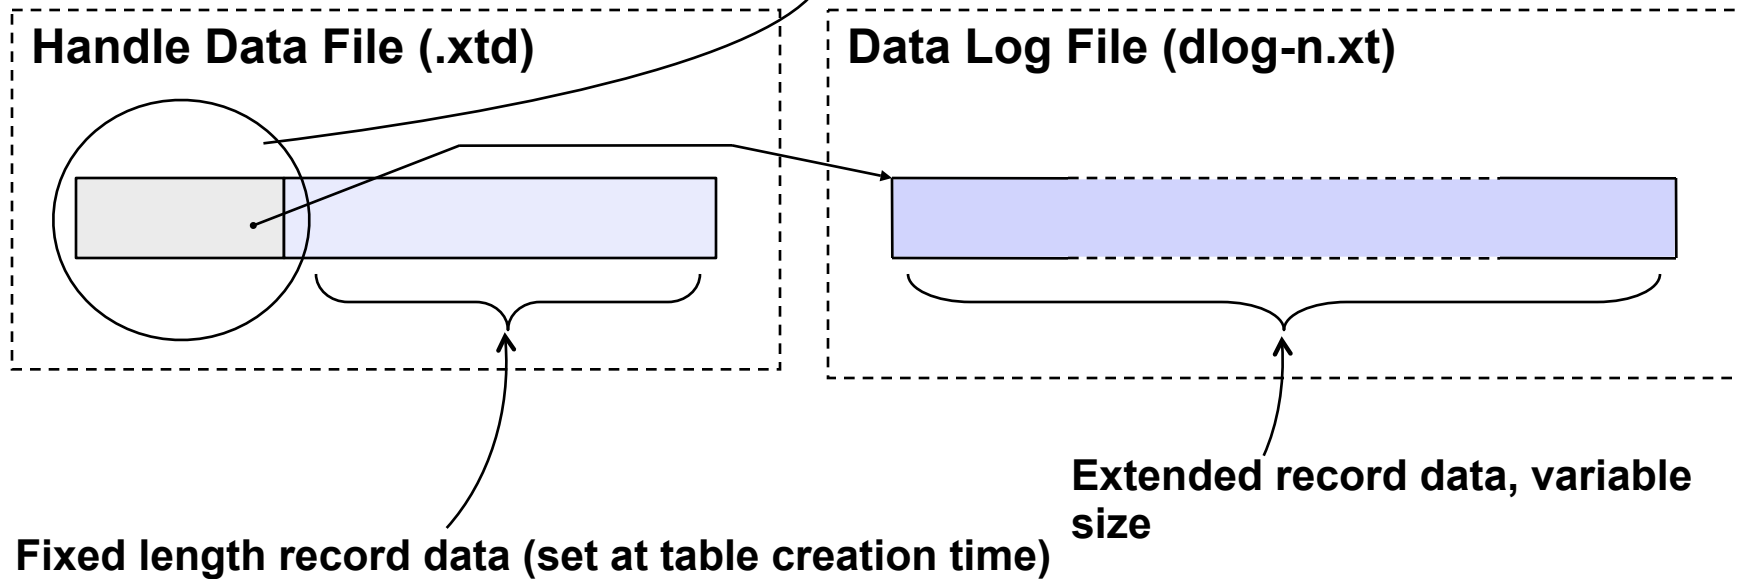 Handle Data File (.xtd)
Data Log File (dlog-n.xt)
Extended record data, variable
size
Fixed length record data (set at table creation time)